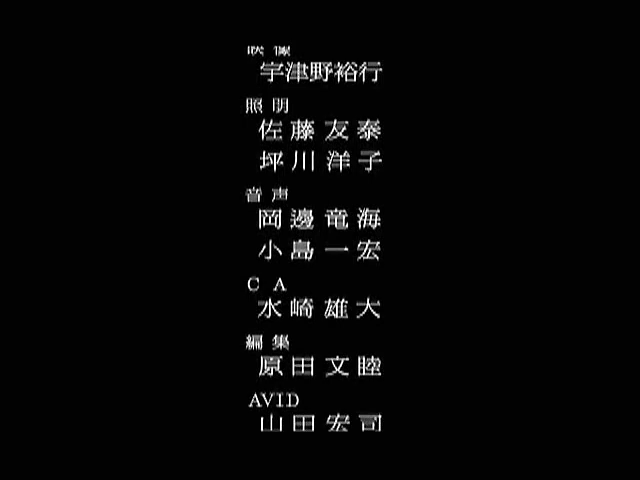 映像
宇津野裕行
照明
佐藤友泰
坪川洋子
音声
岡邊竜海
小島一宏
CA
水崎雄大
編集
原田文睦
AVID
山田宏司